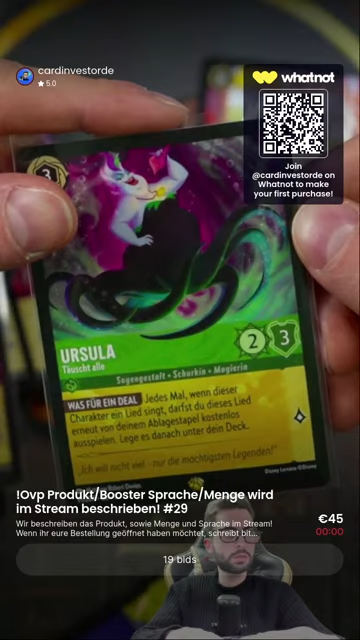 cardinvestorde
★ 5.0
whatnot
Join
@cardinvestorde on
Whatnot to make
your first purchase!
3
URSULA
Täuscht alle
2
3
Sagengestalt • Schurkin • Magierin
WAS FÜR EIN DEAL Jedes Mal, wenn dieser
Charakter ein Lied singt, darfst du dieses Lied
erneut von deinem Ablagestapel kostenlos
ausspielen. Lege es danach unter dein Deck.
„Ich will nicht viel - nur die mächtigsten Legenden!"
!Ovp Produkt/Booster Sprache/Menge wird
im Stream beschrieben! #29
€45
Wir beschreiben das Produkt, sowie Menge und Sprache im Stream!
Wenn ihr eure Bestellung geöffnet haben möchtet, schreibt bit...
00:00
19 bids